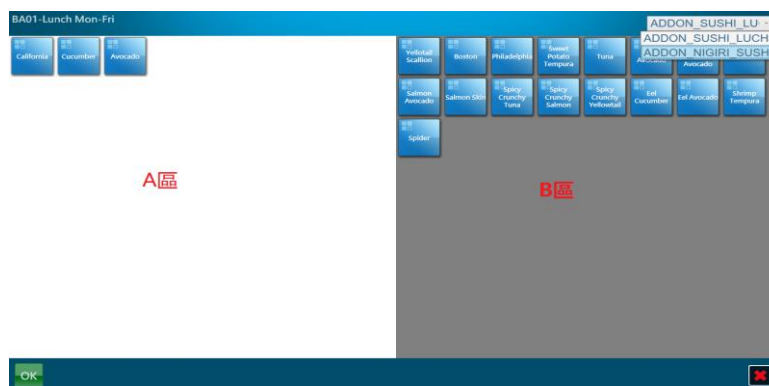 BA01-Lunch Mon-Fri
ADDON_SUSHI_LU
ADDON_SUSHI_LUCH
ADDON_NIGIRI_SUSH
California
Cucumber
Avocado
Yellotail
Scallion
Boston
Philadelphia
Sweet
Potato
Tempura
Tuna
Avocado
Avocado
Salmon
Avocado
Salmon Skin
Spicy
Crunchy
Tuna
Spicy
Crunchy
Salmon
Spicy
Crunchy
Yellowtail
Eel
Cucumber
Eel Avocado
Shrimp
Tempura
Spider
A區
B區
OK